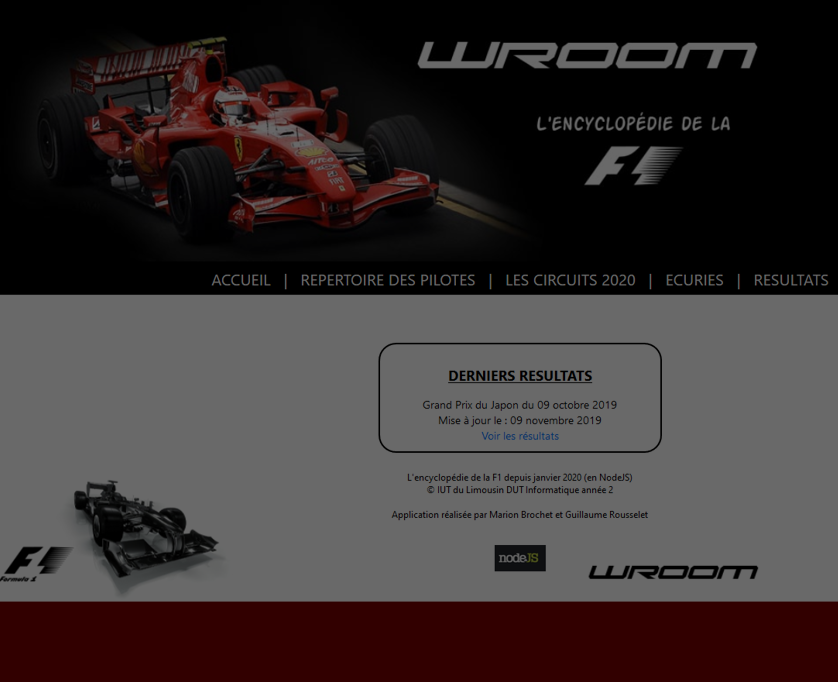 WROOM
L'ENCYCLOPÉDIE DE LA
F1
ACCUEIL | REPERTOIRE DES PILOTES | LES CIRCUITS 2020 | ECURIES | RESULTATS
DERNIERS RESULTATS
Grand Prix du Japon du 09 octobre 2019
Mise à jour le : 09 novembre 2019
Voir les résultats
L'encyclopédie de la F1 depuis janvier 2020 (en NodeJS)
© IUT du Limousin DUT Informatique année 2
Application réalisée par Marion Brochet et Guillaume Rousselet
F1
Formula 1
nodeJS
WROOM